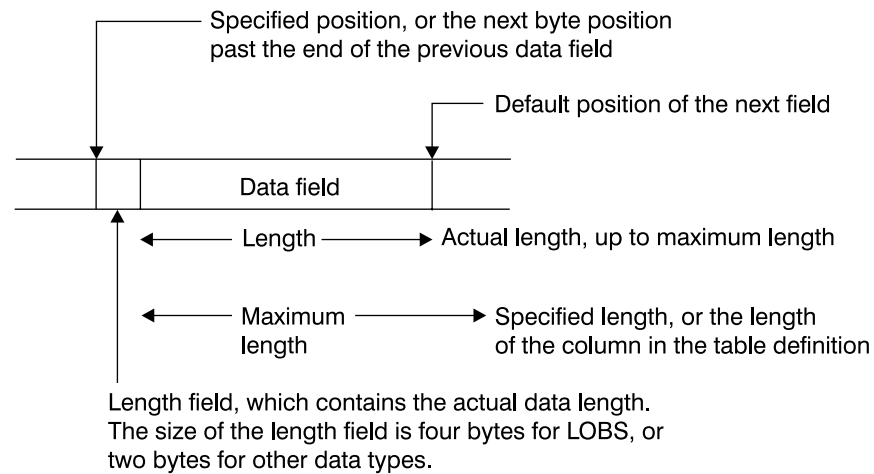 Specified position, or the next byte position
past the end of the previous data field
Default position of the next field
Data field
Length
Actual length, up to maximum length
Maximum
length
Specified length, or the length
of the column in the table definition
Length field, which contains the actual data length.
The size of the length field is four bytes for LOBS, or
two bytes for other data types.